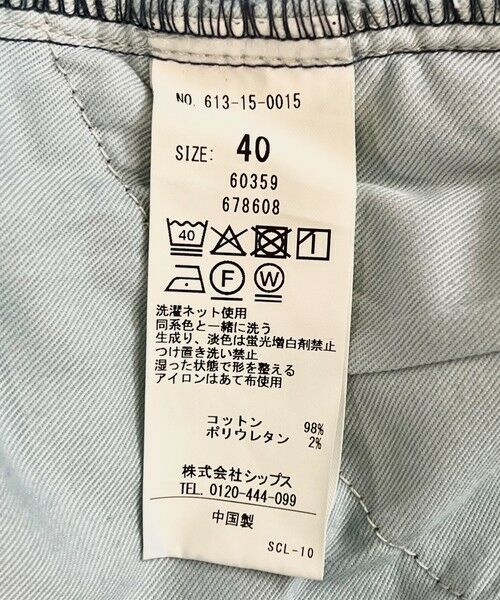 NO. 613-15-0015
SIZE: 40
60359
678608
40
F W
洗濯ネット使用
同系色と一緒に洗う
生成り、淡色は蛍光増白剤禁止
つけ置き洗い禁止
湿った状態で形を整える
アイロンはあて布使用
コットン 98%
ポリウレタン 2%
株式会社シップス
TEL. 0120-444-099
中国製
SCL-10